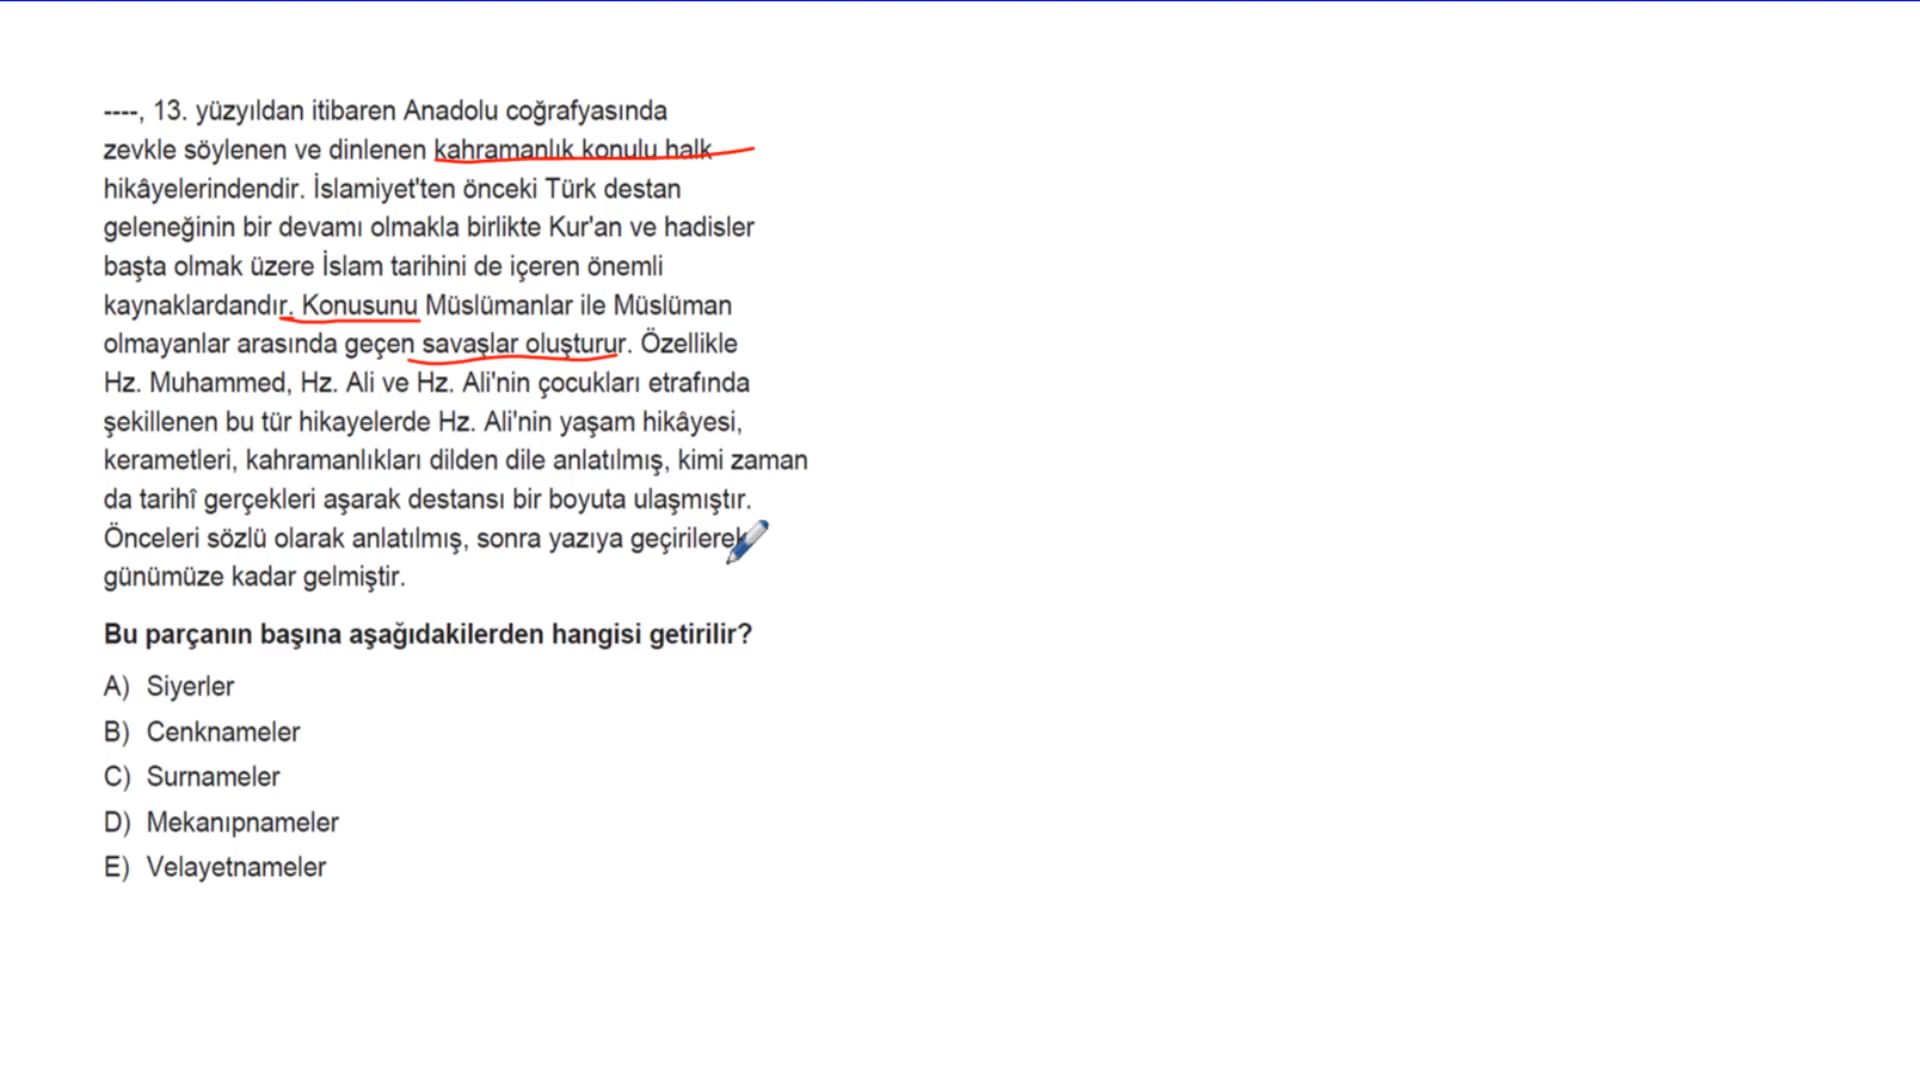 ----, 13. yüzyıldan itibaren Anadolu coğrafyasında
zevkle söylenen ve dinlenen kahramanlık konulu halk
hikâyelerindendir. İslamiyet'ten önceki Türk destan
geleneğinin bir devamı olmakla birlikte Kur'an ve hadisler
başta olmak üzere İslam tarihini de içeren önemli
kaynaklardandır. Konusunu Müslümanlar ile Müslüman
olmayanlar arasında geçen savaşlar oluşturur. Özellikle
Hz. Muhammed, Hz. Ali ve Hz. Ali'nin çocukları etrafında
şekillenen bu tür hikayelerde Hz. Ali'nin yaşam hikâyesi,
kerametleri, kahramanlıkları dilden dile anlatılmış, kimi zaman
da tarihî gerçekleri aşarak destansı bir boyuta ulaşmıştır.
Önceleri sözlü olarak anlatılmış, sonra yazıya geçirilerek
günümüze kadar gelmiştir.
Bu parçanın başına aşağıdakilerden hangisi getirilir?
A) Siyerler
B) Cenknameler
C) Surnameler
D) Mekanıpnameler
E) Velayetnameler